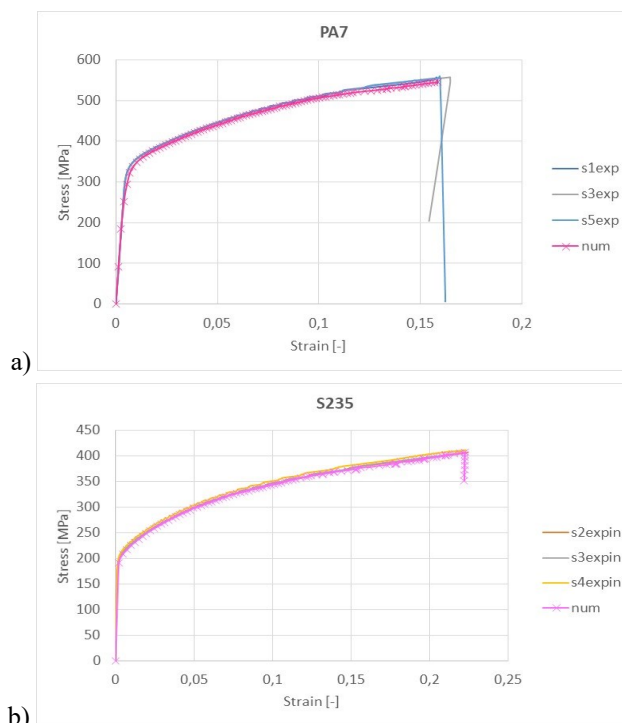 PA7
600
500
400
300
200
100
0
Stress [MPa]
0 0,05 0,1 0,15 0,2
Strain [-]
s1exp
s3exp
s5exp
num
a)
S235
450
400
350
300
250
200
150
100
50
0
Stress [MPa]
0 0,05 0,1 0,15 0,2 0,25
Strain [-]
s2expin
s3expin
s4expin
num
b)